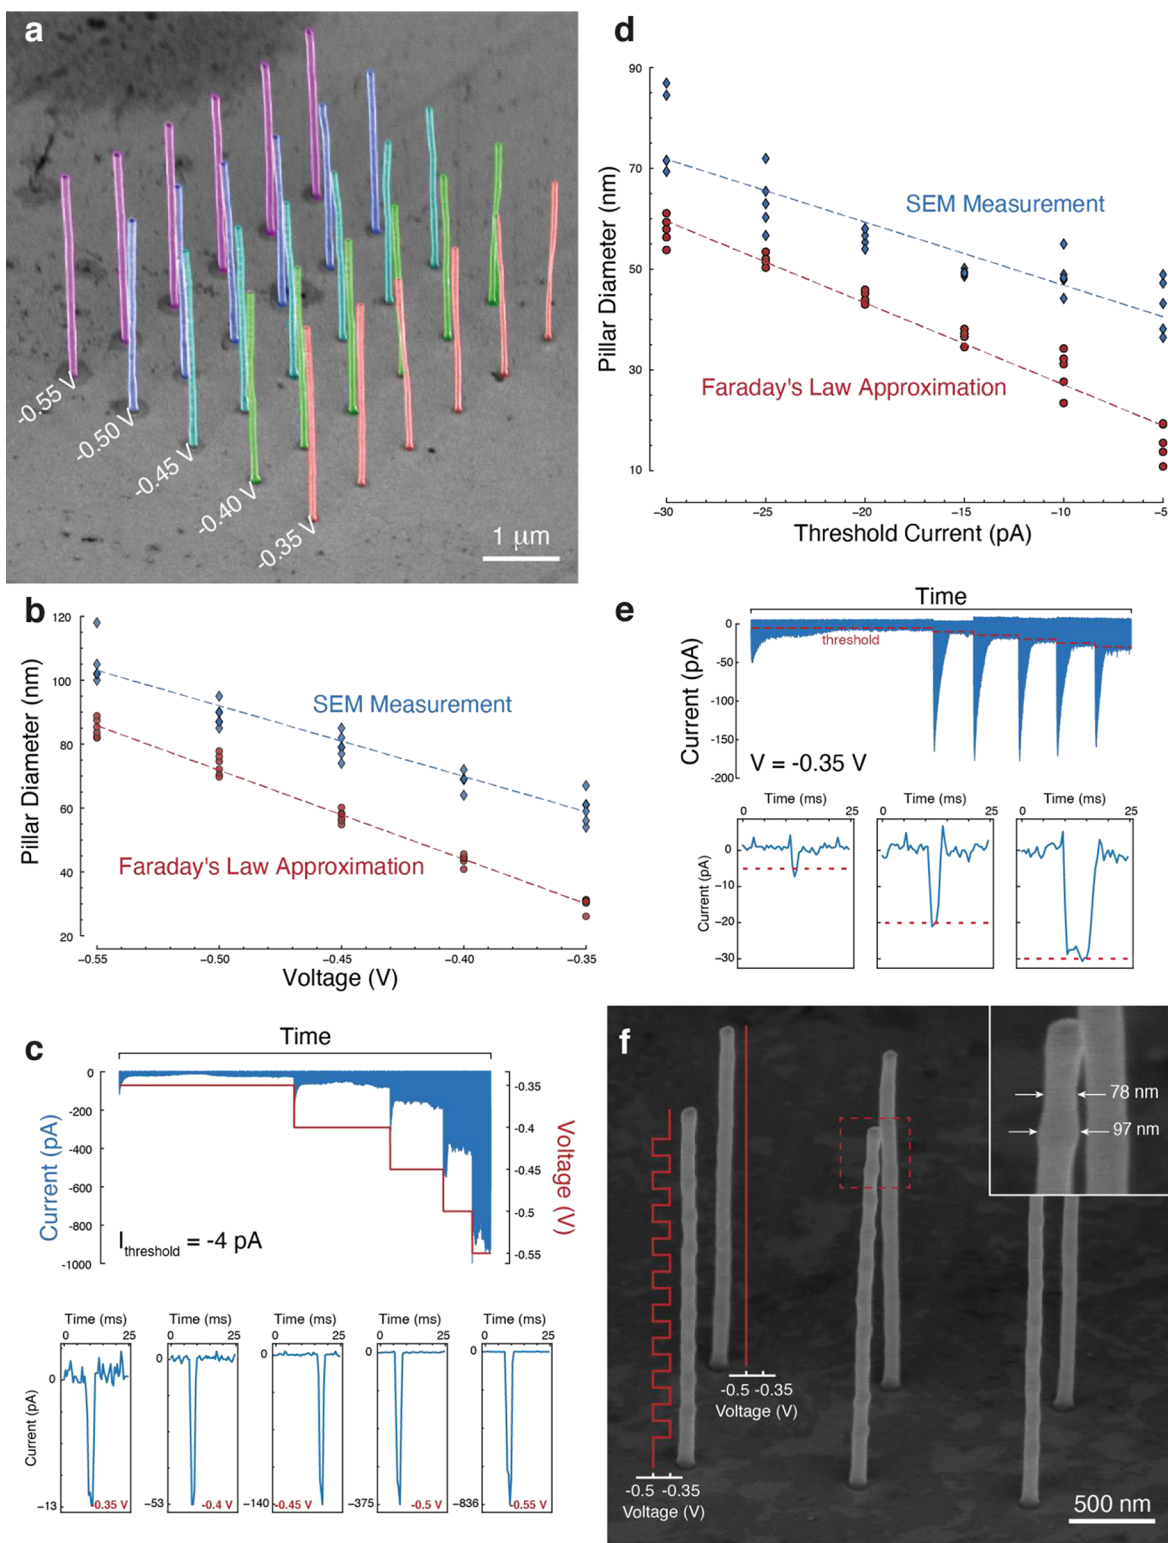 a
-0.55 V
-0.50 V
-0.45 V
-0.40 V
-0.35 V
1 μm
b
120
100
80
60
40
20
Pillar Diameter (nm)
SEM Measurement
Faraday's Law Approximation
−0.55 −0.50 −0.45 −0.40 −0.35
Voltage (V)
c
Time
0
-200
-400
-600
-800
-1000
Current (pA)
-0.35
-0.4
-0.45
-0.5
-0.55
Voltage (V)
Ithreshold = -4 pA
Time (ms) Time (ms) Time (ms) Time (ms) Time (ms)
0 25 0 25 0 25 0 25 0 25
0 0 0 0 0
Current (pA)
−13 −53 −140 −375 −836
0.35 V -0.4 V -0.45 V -0.5 V -0.55 V
d
90
70
50
30
10
Pillar Diameter (nm)
SEM Measurement
Faraday's Law Approximation
−30 −25 −20 −15 −10 −5
Threshold Current (pA)
e
Time
0
-50
-100
-150
-200
Current (pA)
threshold
V = -0.35 V
Time (ms) Time (ms) Time (ms)
0 25 0 25 0 25
0
−10
−20
−30
Current (pA)
f
78 nm
97 nm
-0.5 -0.35
Voltage (V)
-0.5 -0.35
Voltage (V)
500 nm